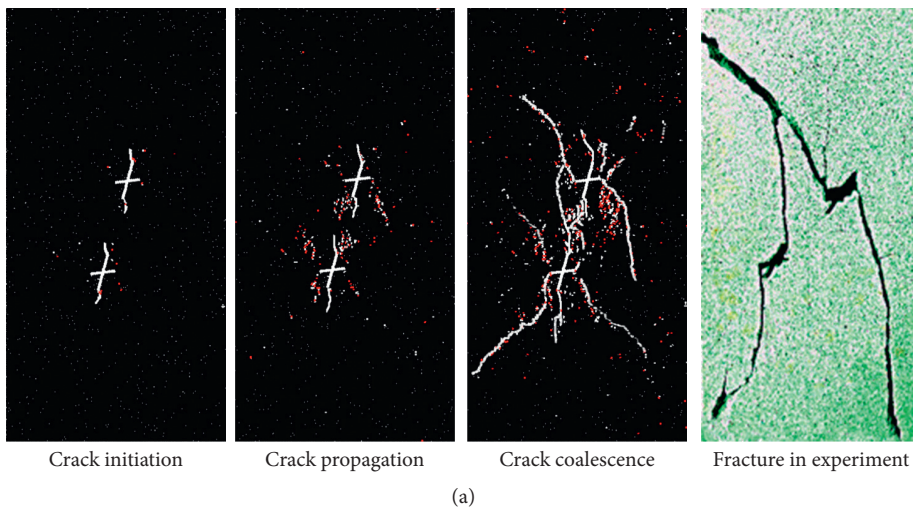 Crack initiation
Crack propagation
Crack coalescence
Fracture in experiment
(a)